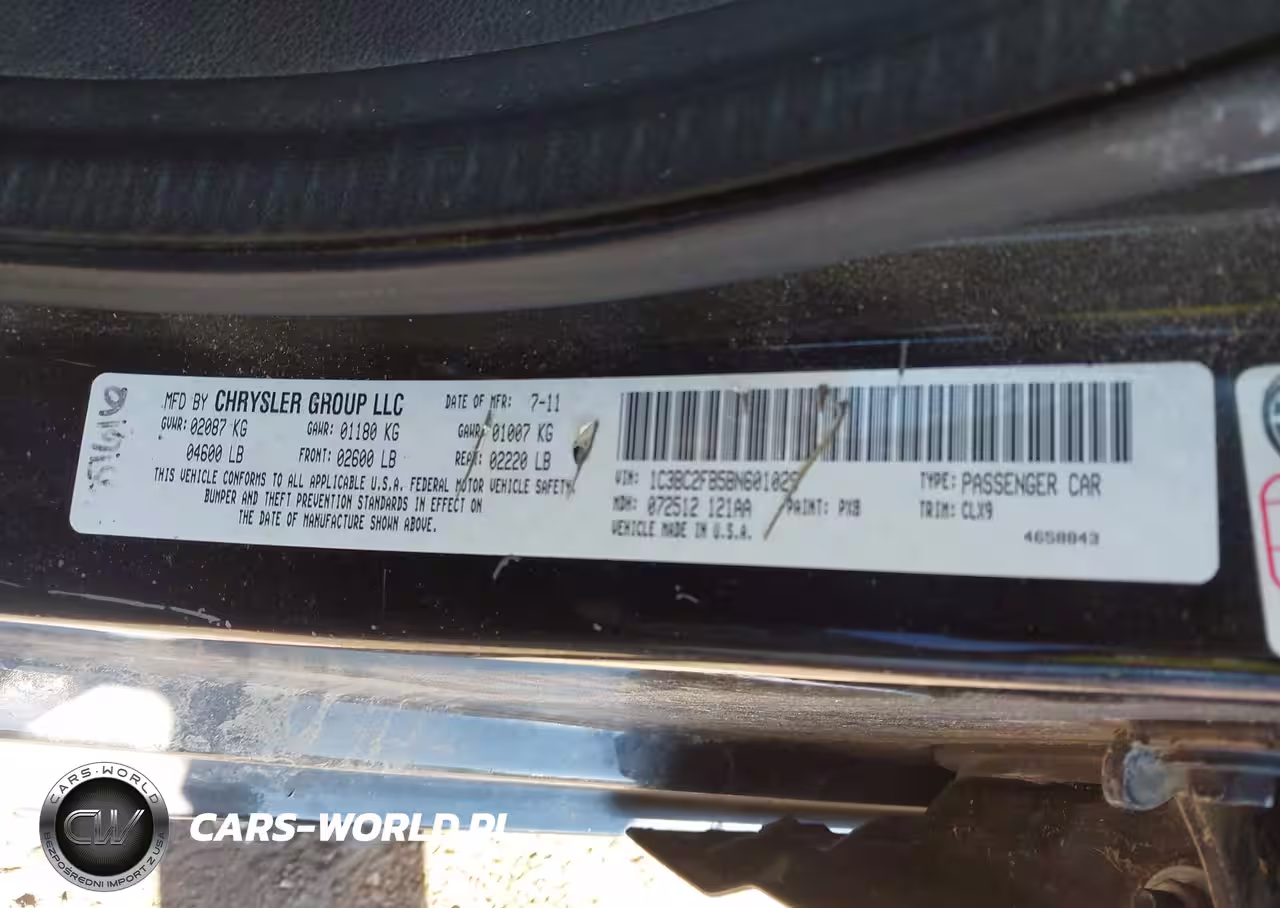 MFD BY CHRYSLER GROUP LLC DATE OF MFR: 7-11
GVWR: 02087 KG GAWR: 01180 KG GAWR: 01007 KG
04600 LB FRONT: 02600 LB REAR: 02220 LB
THIS VEHICLE CONFORMS TO ALL APPLICABLE U.S.A. FEDERAL MOTOR VEHICLE SAFETY
BUMPER AND THEFT PREVENTION STANDARDS IN EFFECT ON
THE DATE OF MANUFACTURE SHOWN ABOVE.
VIN: 1C3BC2FB5BN601029 TYPE: PASSENGER CAR
MDH: 072512 121AA PAINT: PXB TRIM: CLX9
VEHICLE MADE IN U.S.A. 4658843
CARS-WORLD
CW
BEZPOŚREDNI IMPORT Z USA
CARS-WORLD.PL